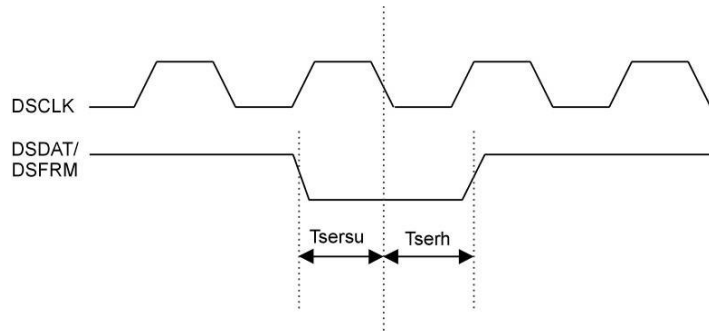 DSCLK
DSDAT/
DSFRM
Tsersu
Tserh